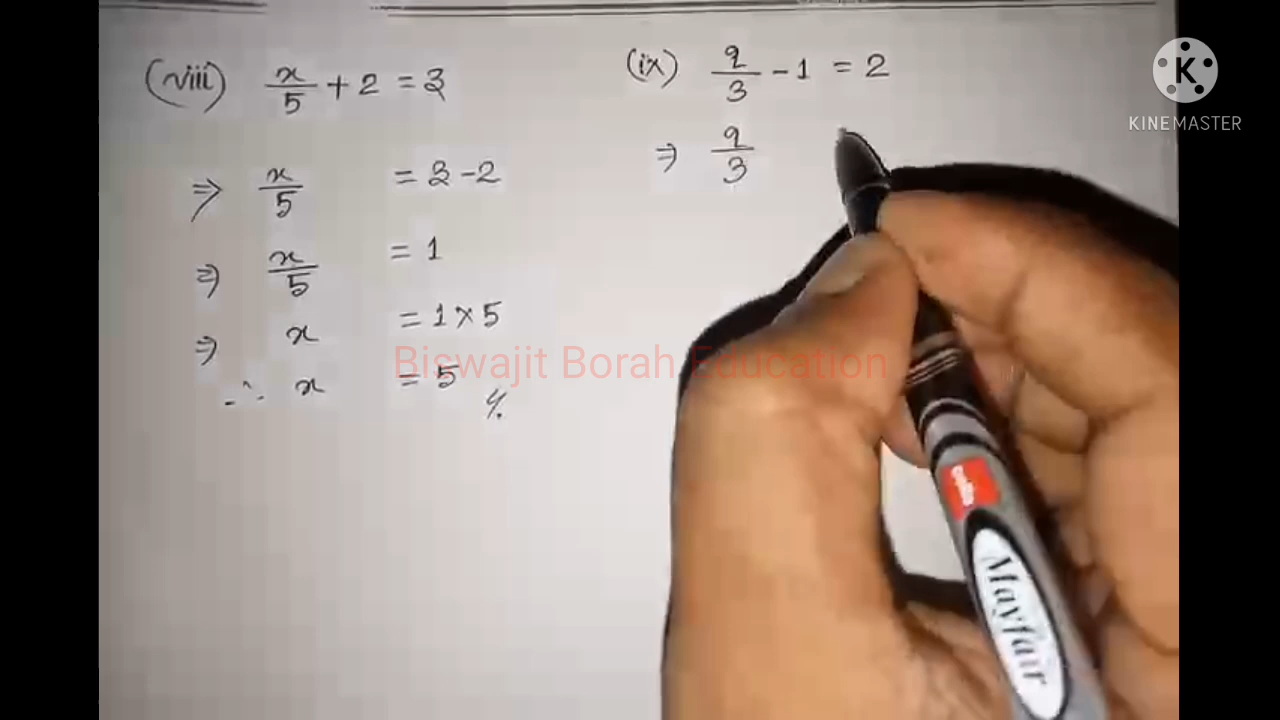 (viii) x/5 + 2 = 3
⇒ x/5 = 3 - 2
⇒ x/5 = 1
⇒ x = 1 × 5
∴ x = 5
(ix) q/3 - 1 = 2
⇒ q/3
K
KINEMASTER
Biswajit Borah Education
cello
Mayfair